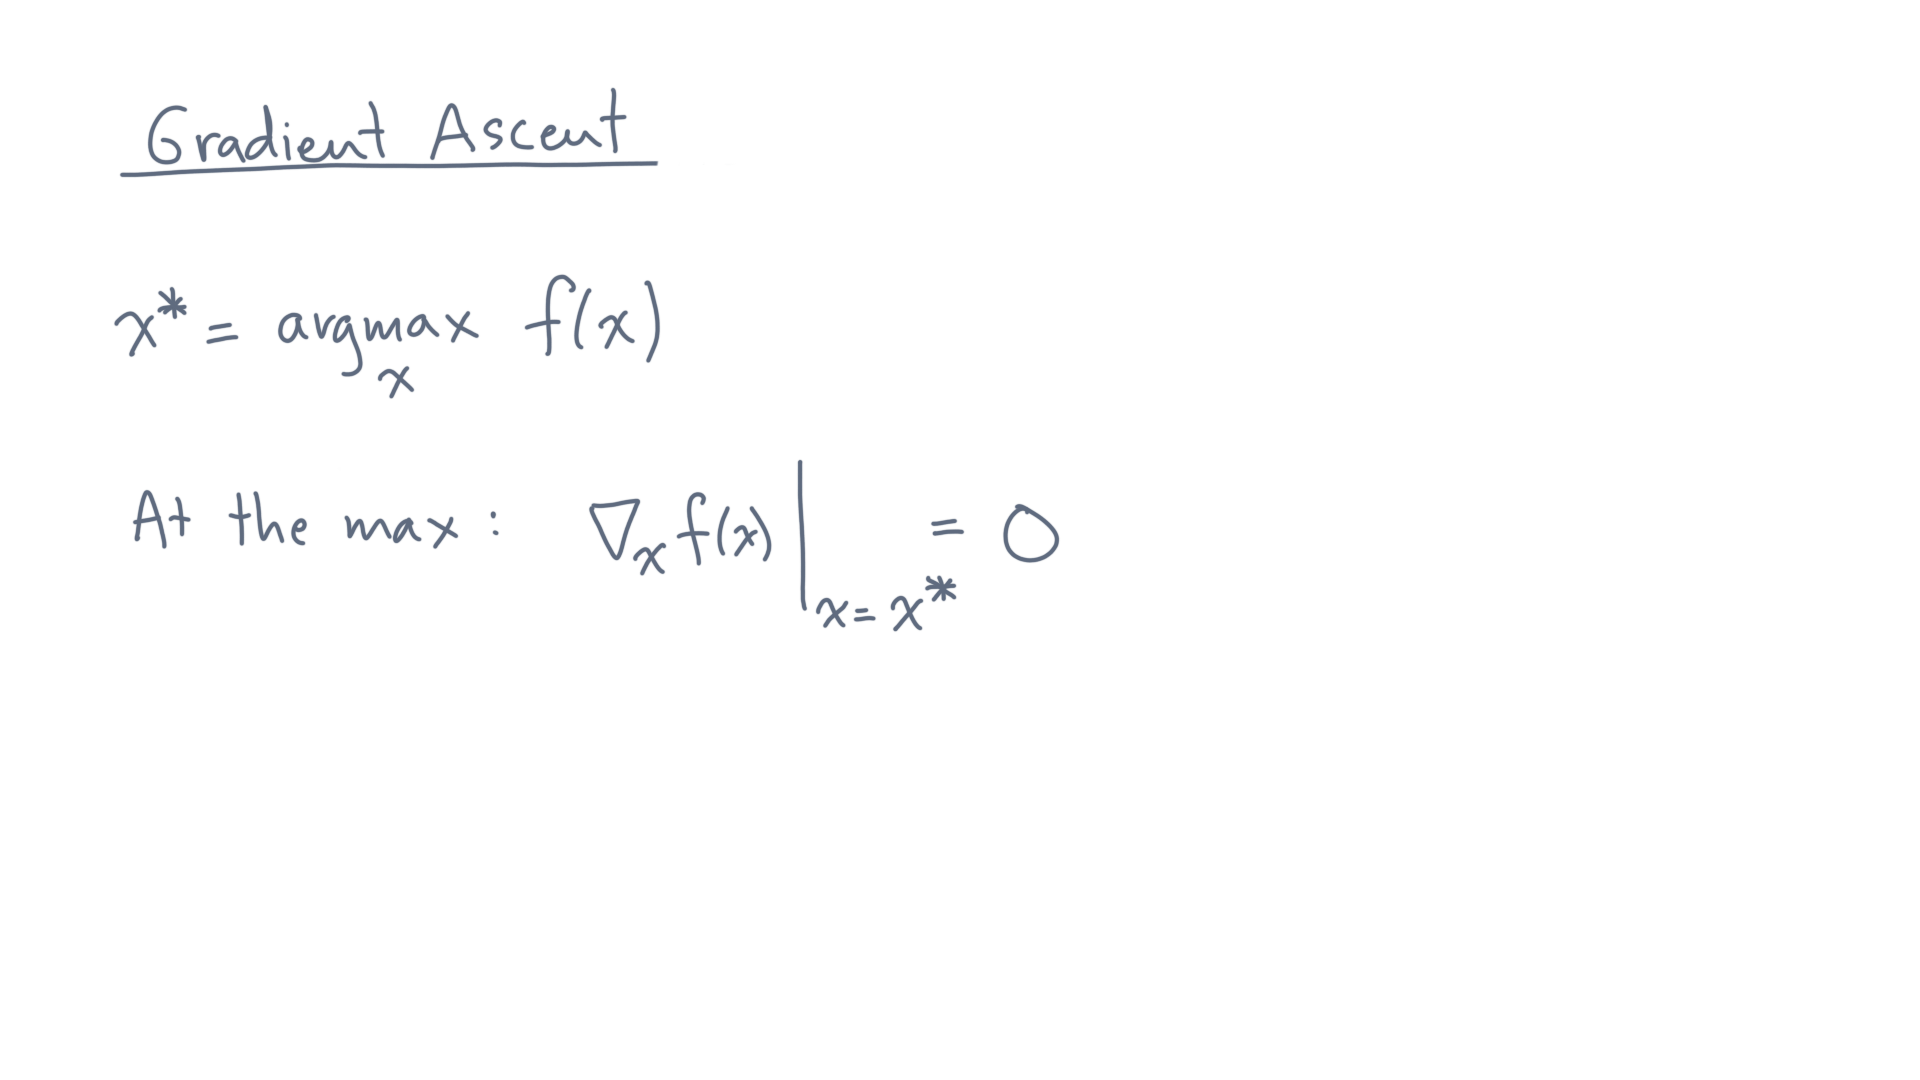 Gradient Ascent
x* = argmax f(x)
x
At the max : ∇ₓ f(x) | = 0
x = x*